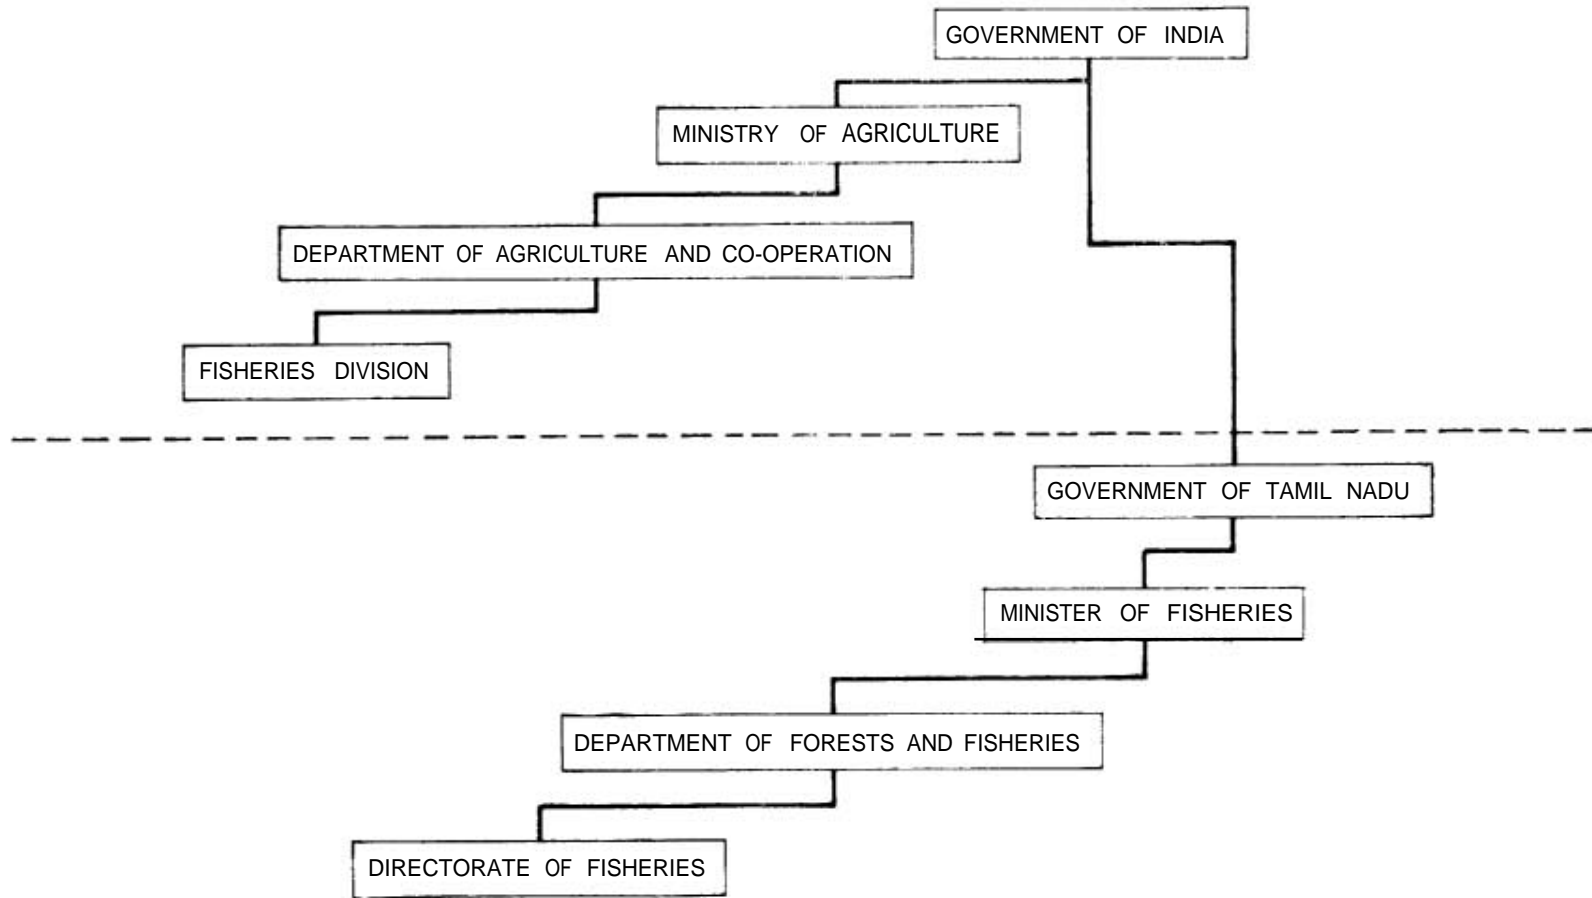 GOVERNMENT OF INDIA
MINISTRY OF AGRICULTURE
DEPARTMENT OF AGRICULTURE AND CO-OPERATION
FISHERIES DIVISION
GOVERNMENT OF TAMIL NADU
MINISTER OF FISHERIES
DEPARTMENT OF FORESTS AND FISHERIES
DIRECTORATE OF FISHERIES